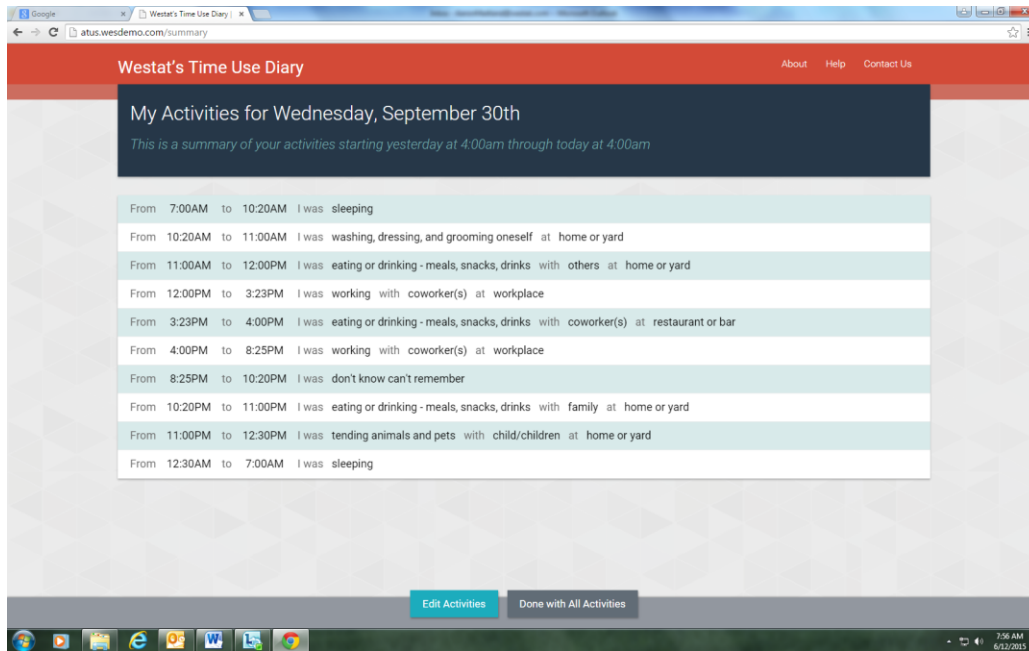 Google
Westat's Time Use Diary |
atus.wesdemo.com/summary
Westat's Time Use Diary
About Help Contact Us
My Activities for Wednesday, September 30th
This is a summary of your activities starting yesterday at 4:00am through today at 4:00am
From 7:00AM to 10:20AM I was sleeping
From 10:20AM to 11:00AM I was washing, dressing, and grooming oneself at home or yard
From 11:00AM to 12:00PM I was eating or drinking - meals, snacks, drinks with others at home or yard
From 12:00PM to 3:23PM I was working with coworker(s) at workplace
From 3:23PM to 4:00PM I was eating or drinking - meals, snacks, drinks with coworker(s) at restaurant or bar
From 4:00PM to 8:25PM I was working with coworker(s) at workplace
From 8:25PM to 10:20PM I was don't know can't remember
From 10:20PM to 11:00PM I was eating or drinking - meals, snacks, drinks with family at home or yard
From 11:00PM to 12:30PM I was tending animals and pets with child/children at home or yard
From 12:30AM to 7:00AM I was sleeping
Edit Activities Done with All Activities
7:56 AM
6/12/2015